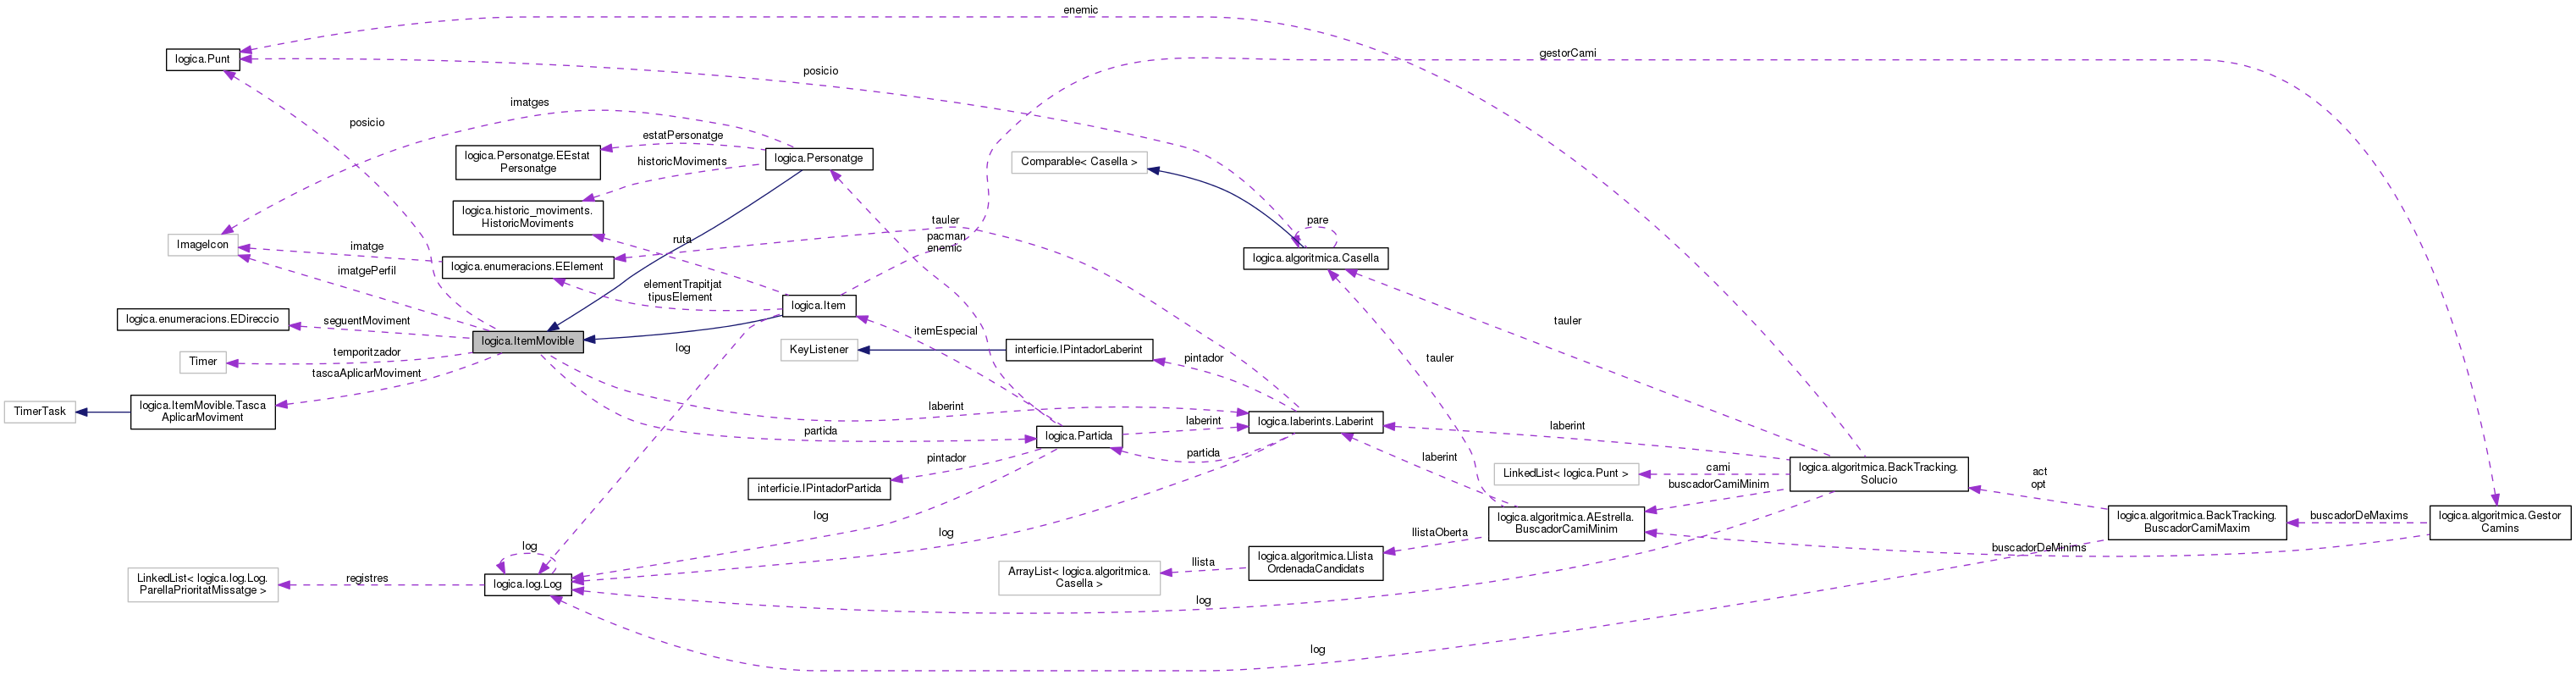 enemic
gestorCami
logica.Punt
posicio
imatges
posicio
estatPersonatge
logica.Personatge.EEstat
Personatge
logica.Personatge
historicMoviments
Comparable< Casella >
logica.historic_moviments.
HistoricMoviments
tauler
pare
ruta
pacman
enemic
ImageIcon
imatge
logica.enumeracions.EElement
logica.algoritmica.Casella
imatgePerfil
elementTrapitjat
tipusElement
logica.Item
logica.enumeracions.EDireccio
seguentMoviment
itemEspecial
tauler
logica.ItemMovible
log
KeyListener
interficie.IPintadorLaberint
pintador
tauler
Timer
temporitzador
tascaAplicarMoviment
TimerTask
logica.ItemMovible.Tasca
AplicarMoviment
laberint
partida
logica.Partida
laberint
logica.laberints.Laberint
laberint
partida
pintador
laberint
LinkedList< logica.Punt >
cami
buscadorCamiMinim
logica.algoritmica.BackTracking.
Solucio
act
opt
interficie.IPintadorPartida
log
log
logica.algoritmica.AEstrella.
BuscadorCamiMinim
logica.algoritmica.BackTracking.
BuscadorCamiMaxim
buscadorDeMaxims
logica.algoritmica.Gestor
Camins
llistaOberta
buscadorDeMinims
log
logica.algoritmica.Llista
OrdenadaCandidats
llista
ArrayList< logica.algoritmica.
Casella >
LinkedList< logica.log.Log.
ParellaPrioritatMissatge >
registres
logica.log.Log
log
log